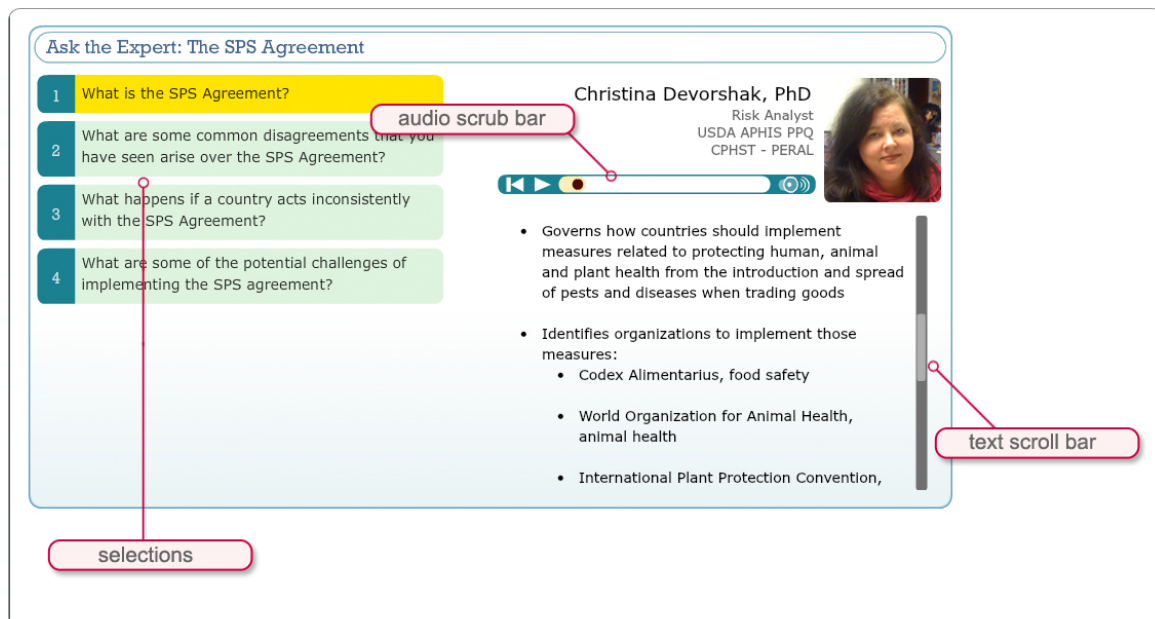 Ask the Expert: The SPS Agreement
1 What is the SPS Agreement?
2 What are some common disagreements that you
have seen arise over the SPS Agreement?
3 What happens if a country acts inconsistently
with the SPS Agreement?
4 What are some of the potential challenges of
implementing the SPS agreement?
selections
audio scrub bar
Christina Devorshak, PhD
Risk Analyst
USDA APHIS PPQ
CPHST - PERAL
• Governs how countries should implement
measures related to protecting human, animal
and plant health from the introduction and spread
of pests and diseases when trading goods
• Identifies organizations to implement those
measures:
• Codex Alimentarius, food safety
• World Organization for Animal Health,
animal health
• International Plant Protection Convention,
text scroll bar